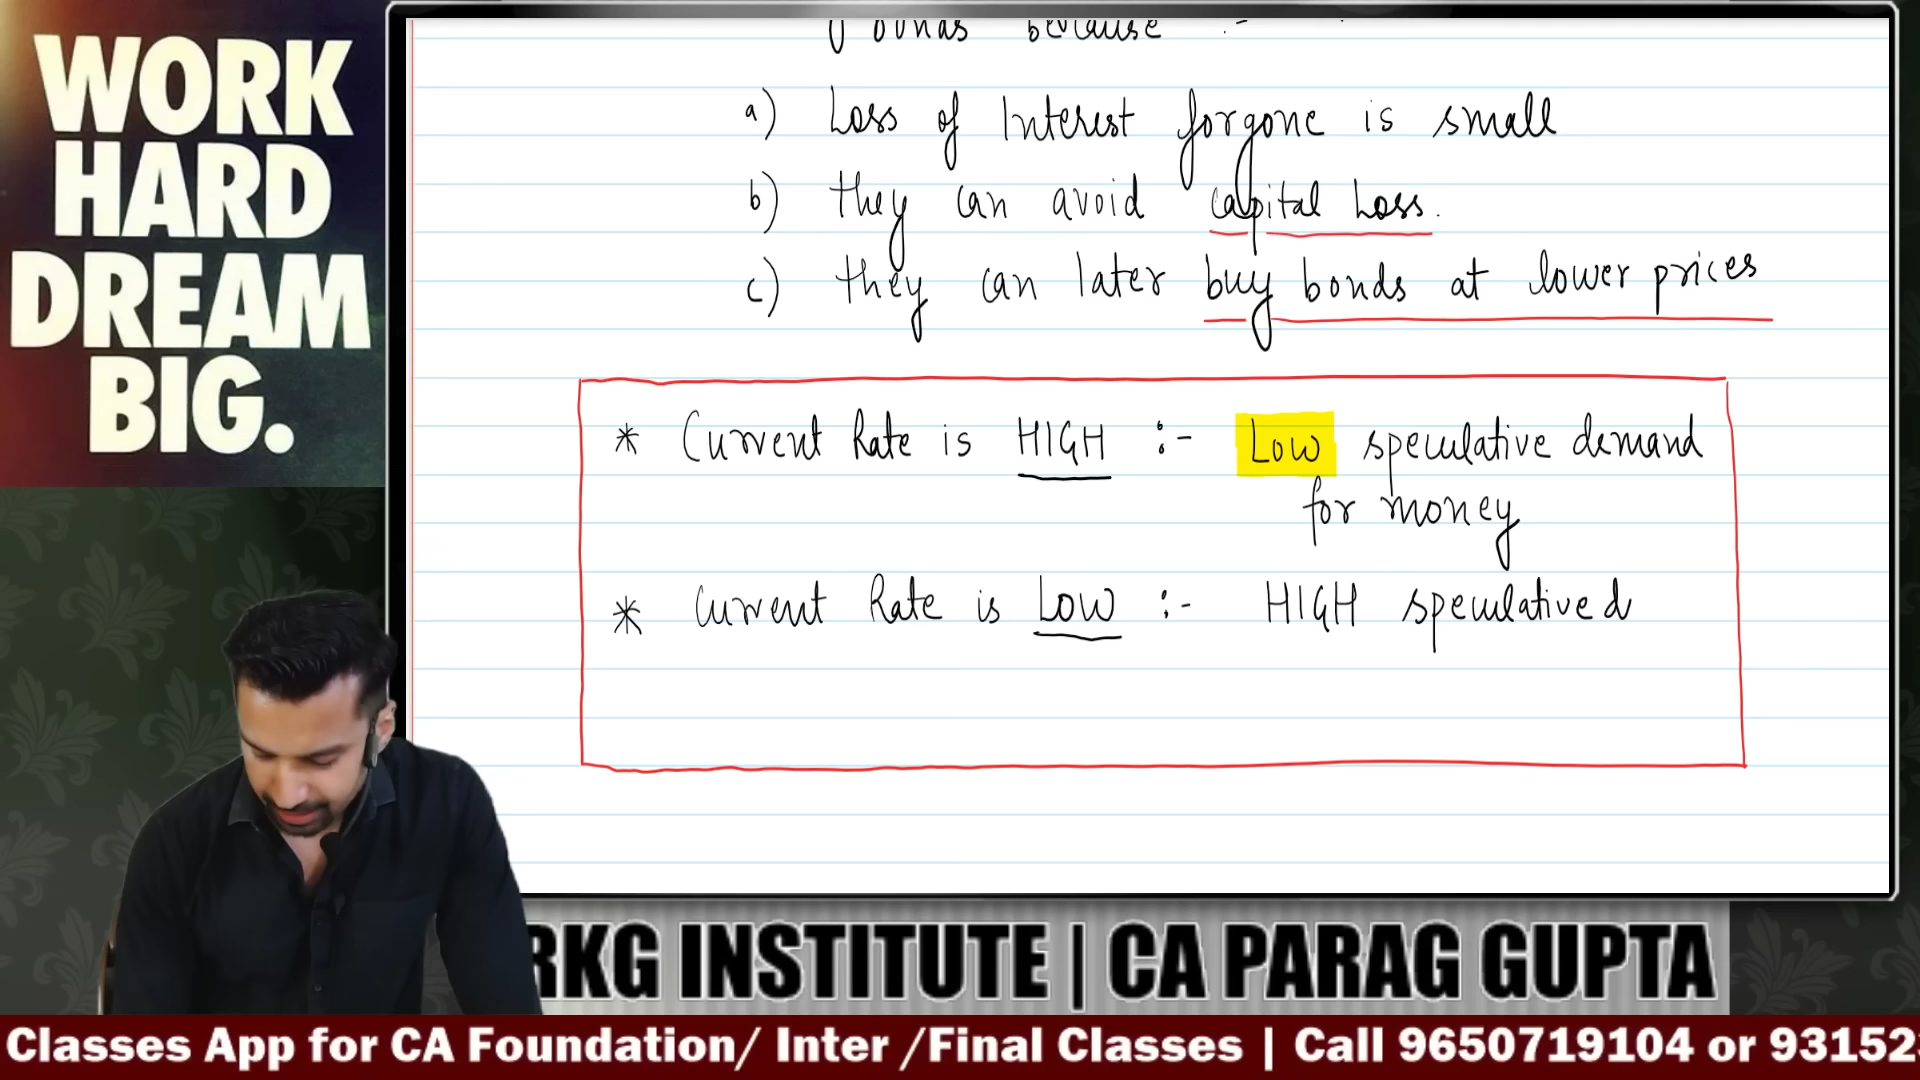 WORK
HARD
DREAM
BIG.
because :-
a) Loss of Interest forgone is small
b) they can avoid capital Loss.
c) they can later buy bonds at lower prices
* Current Rate is HIGH :- Low speculative demand
for money
* Current Rate is Low :- HIGH speculative d
RKG INSTITUTE | CA PARAG GUPTA
Classes App for CA Foundation/ Inter /Final Classes | Call 9650719104 or 93152